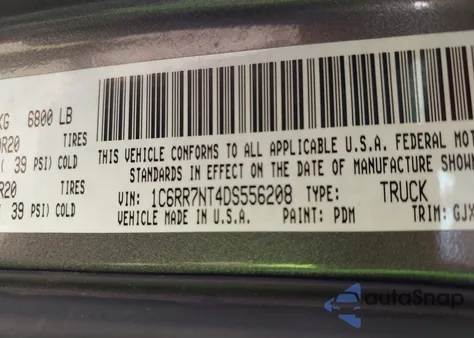 KG 6800 LB
R20 TIRES
( 39 PSI) COLD
R20 TIRES
39 PSI) COLD
THIS VEHICLE CONFORMS TO ALL APPLICABLE U.S.A. FEDERAL MOTO
STANDARDS IN EFFECT ON THE DATE OF MANUFACTURE SHOWN
VIN: 1C6RR7NT4DS556208 TYPE: TRUCK
VEHICLE MADE IN U.S.A. PAINT: PDM TRIM: GJX
autoSnap